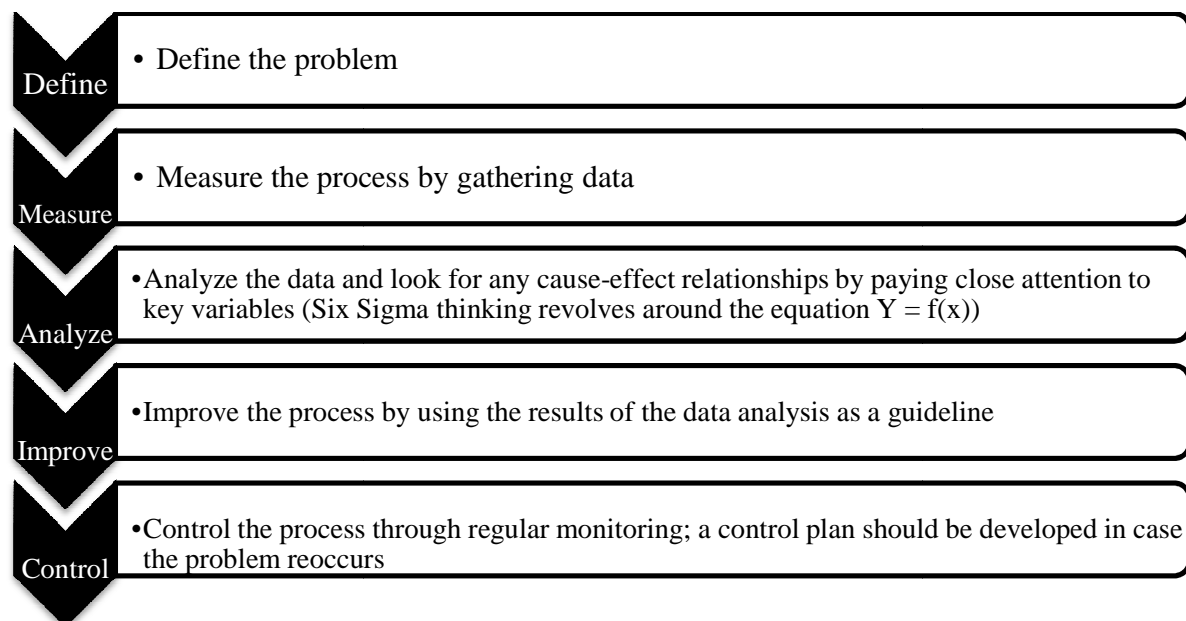 Define
• Define the problem
Measure
• Measure the process by gathering data
Analyze
•Analyze the data and look for any cause-effect relationships by paying close attention to
key variables (Six Sigma thinking revolves around the equation Y = f(x))
Improve
•Improve the process by using the results of the data analysis as a guideline
Control
•Control the process through regular monitoring; a control plan should be developed in case
the problem reoccurs